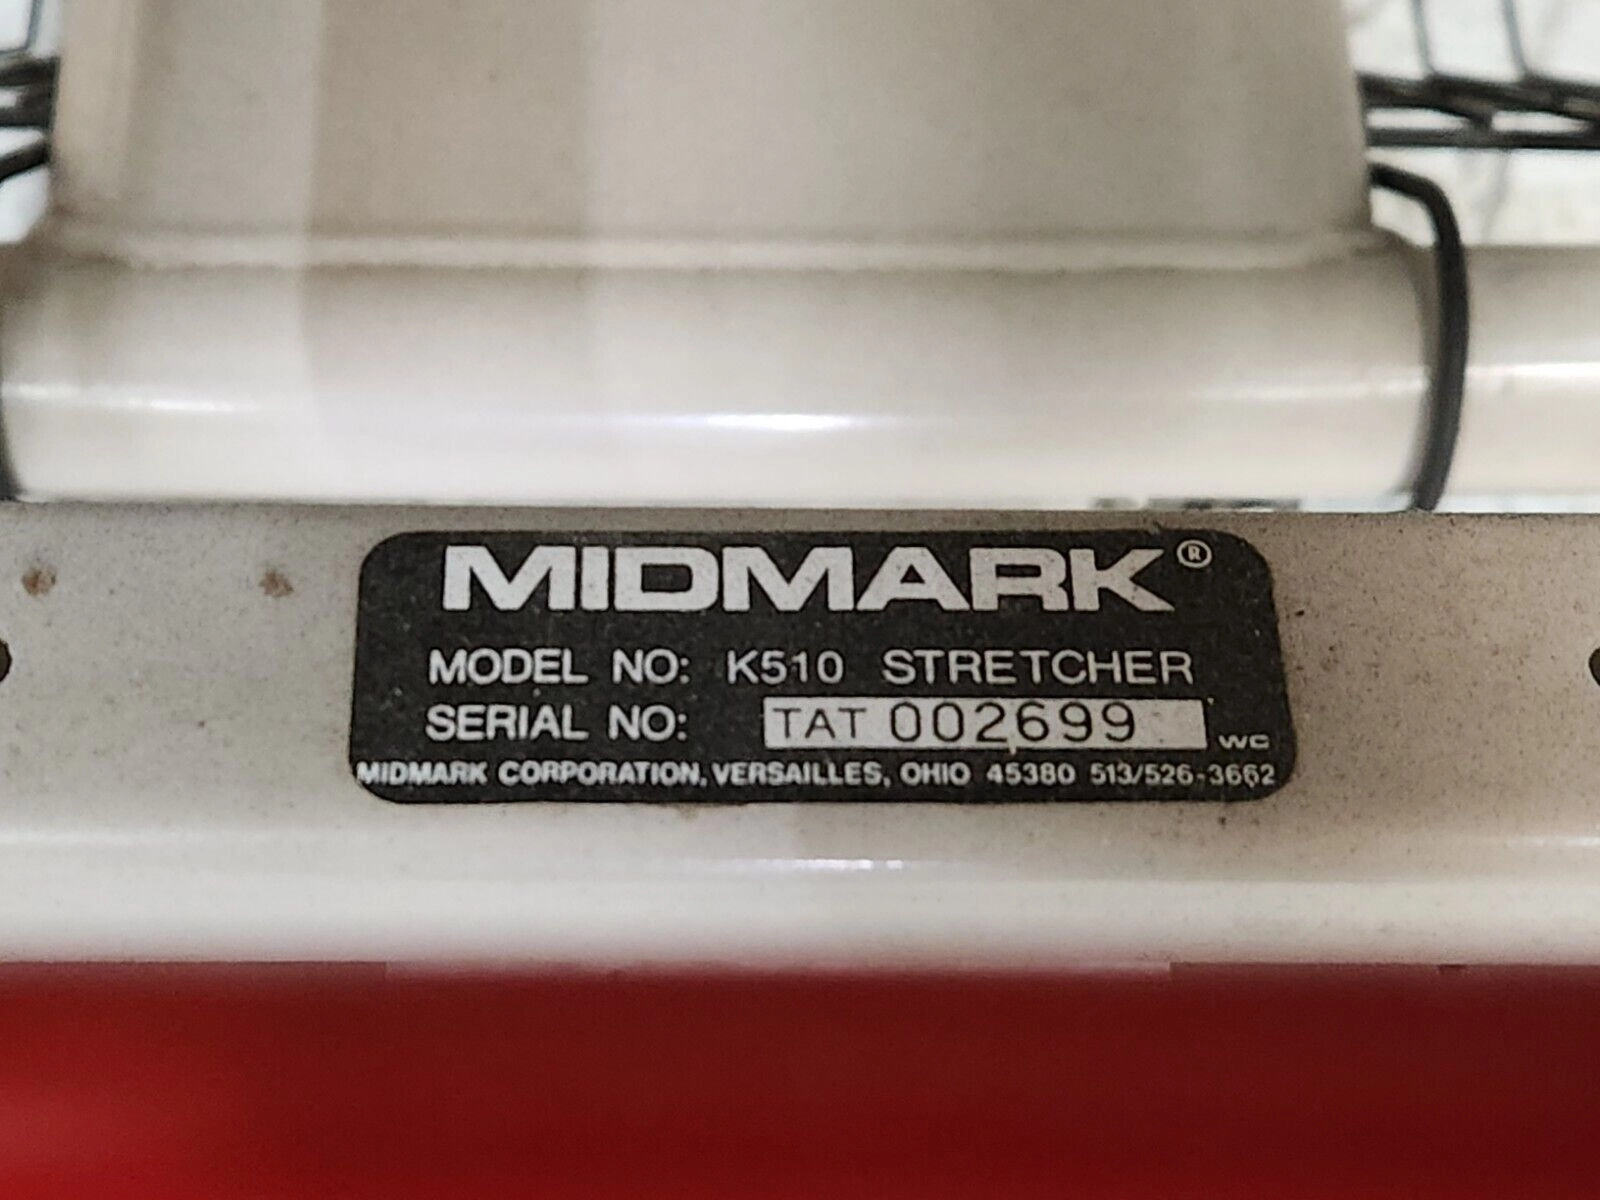 MIDMARK®
MODEL NO: K510 STRETCHER
SERIAL NO: TAT 002699 WC
MIDMARK CORPORATION, VERSAILLES, OHIO 45380 513/526-3662